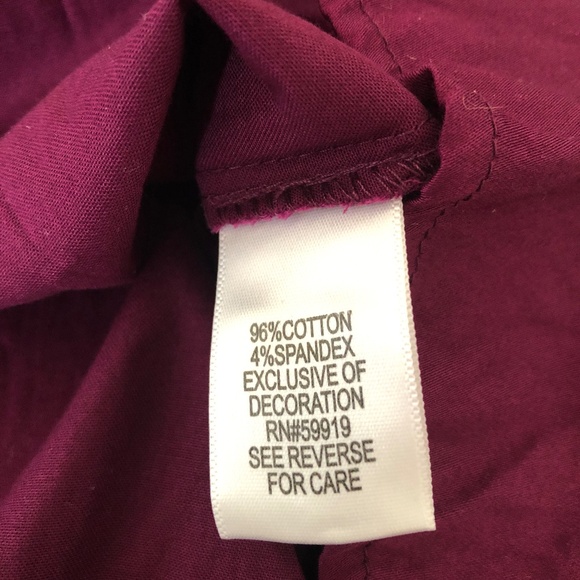 96%COTTON
4%SPANDEX
EXCLUSIVE OF
DECORATION
RN#59919
SEE REVERSE
FOR CARE